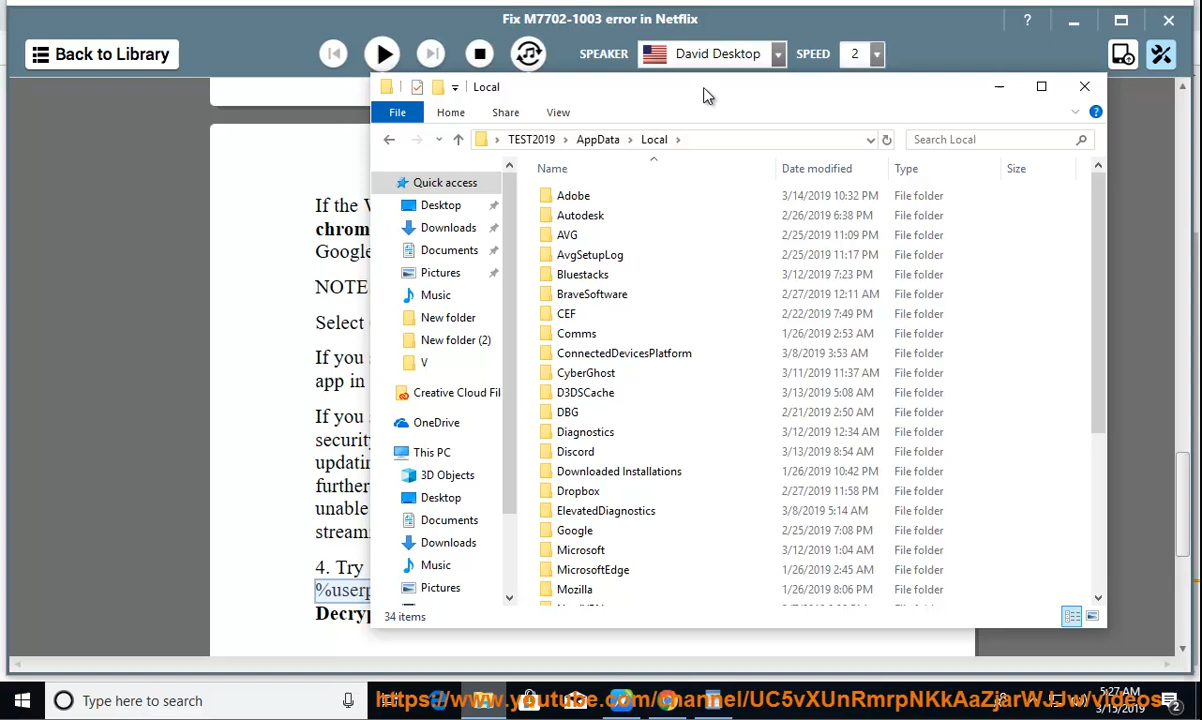 Fix M7702-1003 error in Netflix
?
Back to Library
SPEAKER
David Desktop
SPEED
2
Local
File
Home
Share
View
TEST2019 > AppData > Local >
Search Local
Name
Date modified
Type
Size
Quick access
Desktop
Downloads
Documents
Pictures
Music
New folder
New folder (2)
V
Creative Cloud Fil
OneDrive
This PC
3D Objects
Desktop
Documents
Downloads
Music
Pictures
Adobe 3/14/2019 10:32 PM File folder
Autodesk 2/26/2019 6:38 PM File folder
AVG 2/25/2019 11:09 PM File folder
AvgSetupLog 2/25/2019 11:17 PM File folder
Bluestacks 3/12/2019 7:23 PM File folder
BraveSoftware 2/27/2019 12:11 AM File folder
CEF 2/22/2019 7:49 PM File folder
Comms 1/26/2019 2:53 AM File folder
ConnectedDevicesPlatform 3/8/2019 3:53 AM File folder
CyberGhost 3/11/2019 11:37 AM File folder
D3DSCache 3/13/2019 5:08 AM File folder
DBG 2/21/2019 2:50 AM File folder
Diagnostics 3/12/2019 12:34 AM File folder
Discord 3/13/2019 8:54 AM File folder
Downloaded Installations 1/26/2019 10:42 PM File folder
Dropbox 2/27/2019 11:58 PM File folder
ElevatedDiagnostics 3/8/2019 5:14 AM File folder
Google 2/25/2019 7:08 PM File folder
Microsoft 3/12/2019 1:04 AM File folder
MicrosoftEdge 1/26/2019 2:45 AM File folder
Mozilla 1/26/2019 8:06 PM File folder
34 items
If the
chrom
Google
NOTE
Select
If you
app in
If you
security
updatin
further
unable
streami
4. Try
%userp
Decryp
Type here to search
https://www.youtube.com/channel/UC5vXUnRmrpNKkAaZjarWJJw/videos
5:27 AM
3/15/2019
2